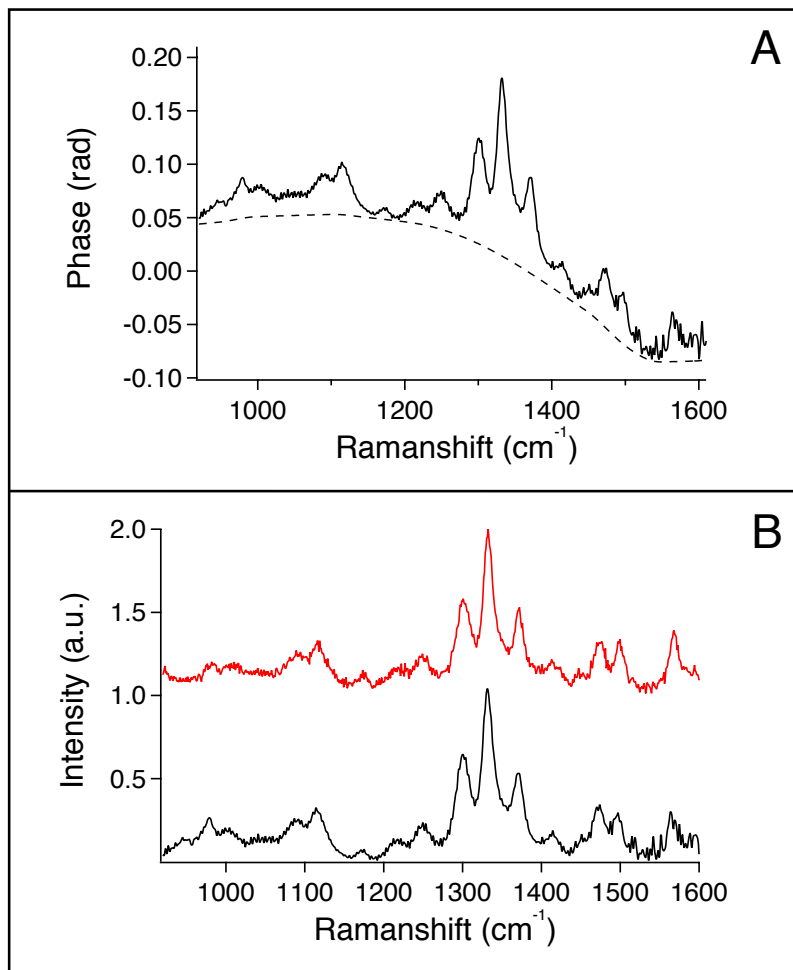 A
0.20
0.15
0.10
0.05
0.00
-0.05
-0.10
Phase (rad)
1000 1200 1400 1600
Ramanshift (cm-1)
B
2.0
1.5
1.0
0.5
Intensity (a.u.)
1000 1100 1200 1300 1400 1500 1600
Ramanshift (cm-1)